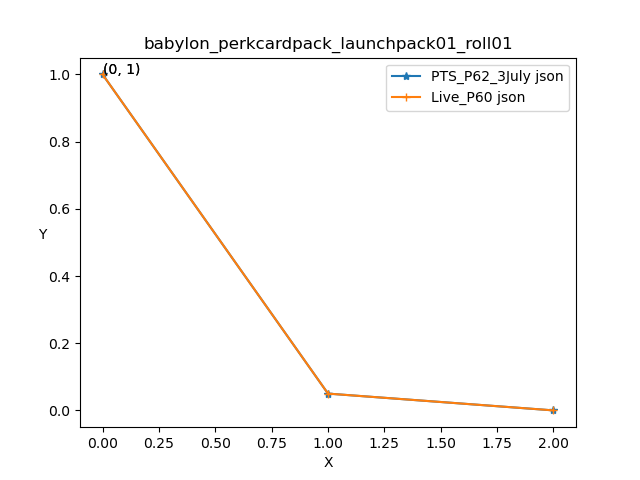 babylon_perkcardpack_launchpack01_roll01
(0, 1)
PTS_P62_3July json
Live_P60 json
1.0
0.8
0.6
0.4
0.2
0.0
Y
0.00 0.25 0.50 0.75 1.00 1.25 1.50 1.75 2.00
X